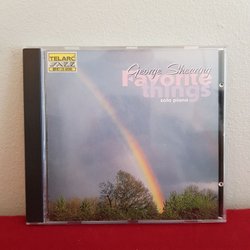 TELARC
JAZZ
George Shearing
Favorite
things
solo piano